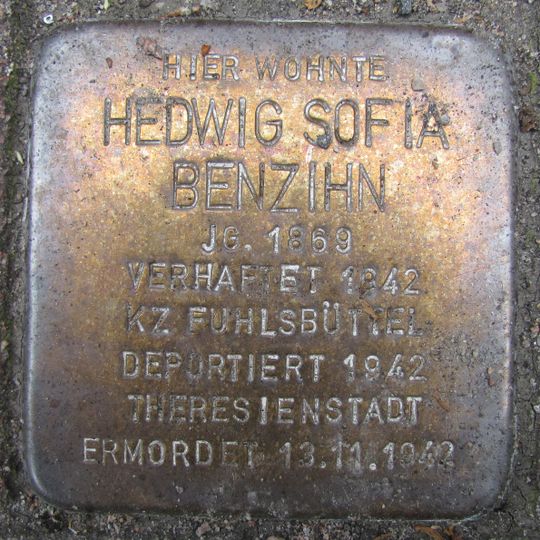 HIER WOHNTE
HEDWIG SOFIA
BENZIHN
JG. 1869
VERHAFTET 1942
KZ FUHLSBÜTTEL
DEPORTIERT 1942
THERESIENSTADT
ERMORDET 13.11.1942